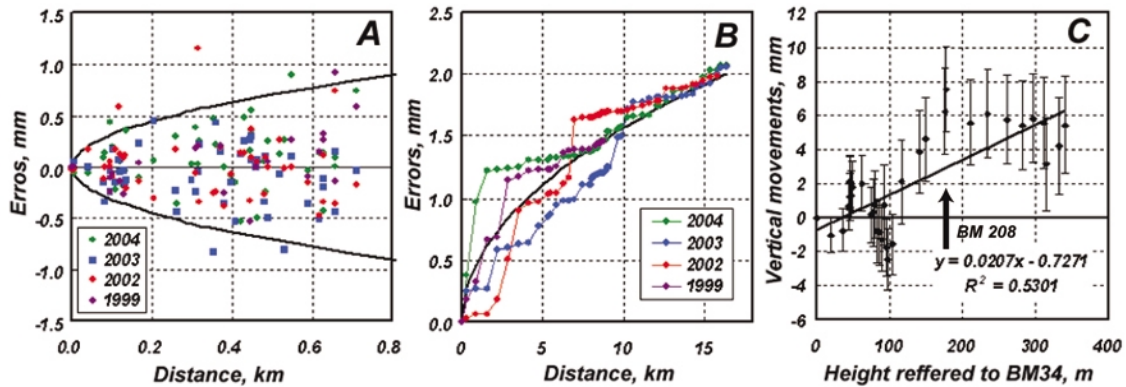 A
Erros, mm
1.5
1.0
0.5
0.0
-0.5
-1.0
-1.5
2004
2003
2002
1999
0.0 0.2 0.4 0.6 0.8
Distance, km
B
Errors, mm
2.5
2.0
1.5
1.0
0.5
0.0
2004
2003
2002
1999
0 5 10 15
Distance, km
C
Vertical movements, mm
12
10
8
6
4
2
0
-2
-4
-6
BM 208
y = 0.0207x - 0.7271
R² = 0.5301
0 100 200 300 400
Height reffered to BM34, m